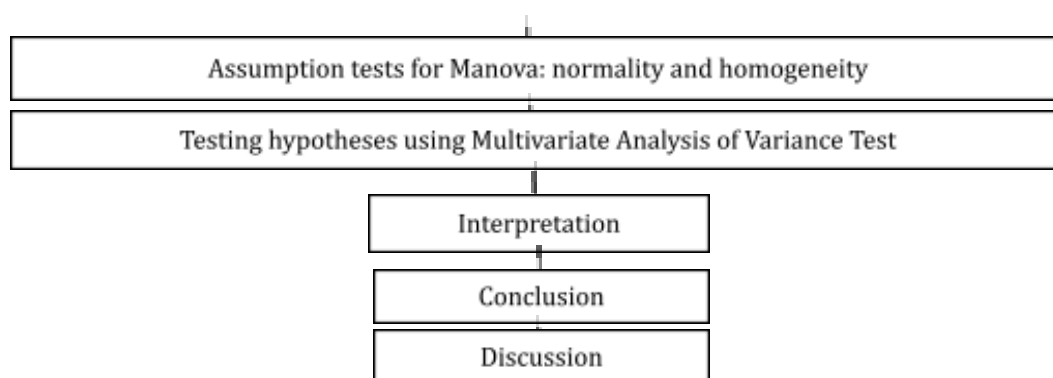 Assumption tests for Manova: normality and homogeneity
Testing hypotheses using Multivariate Analysis of Variance Test
Interpretation
Conclusion
Discussion